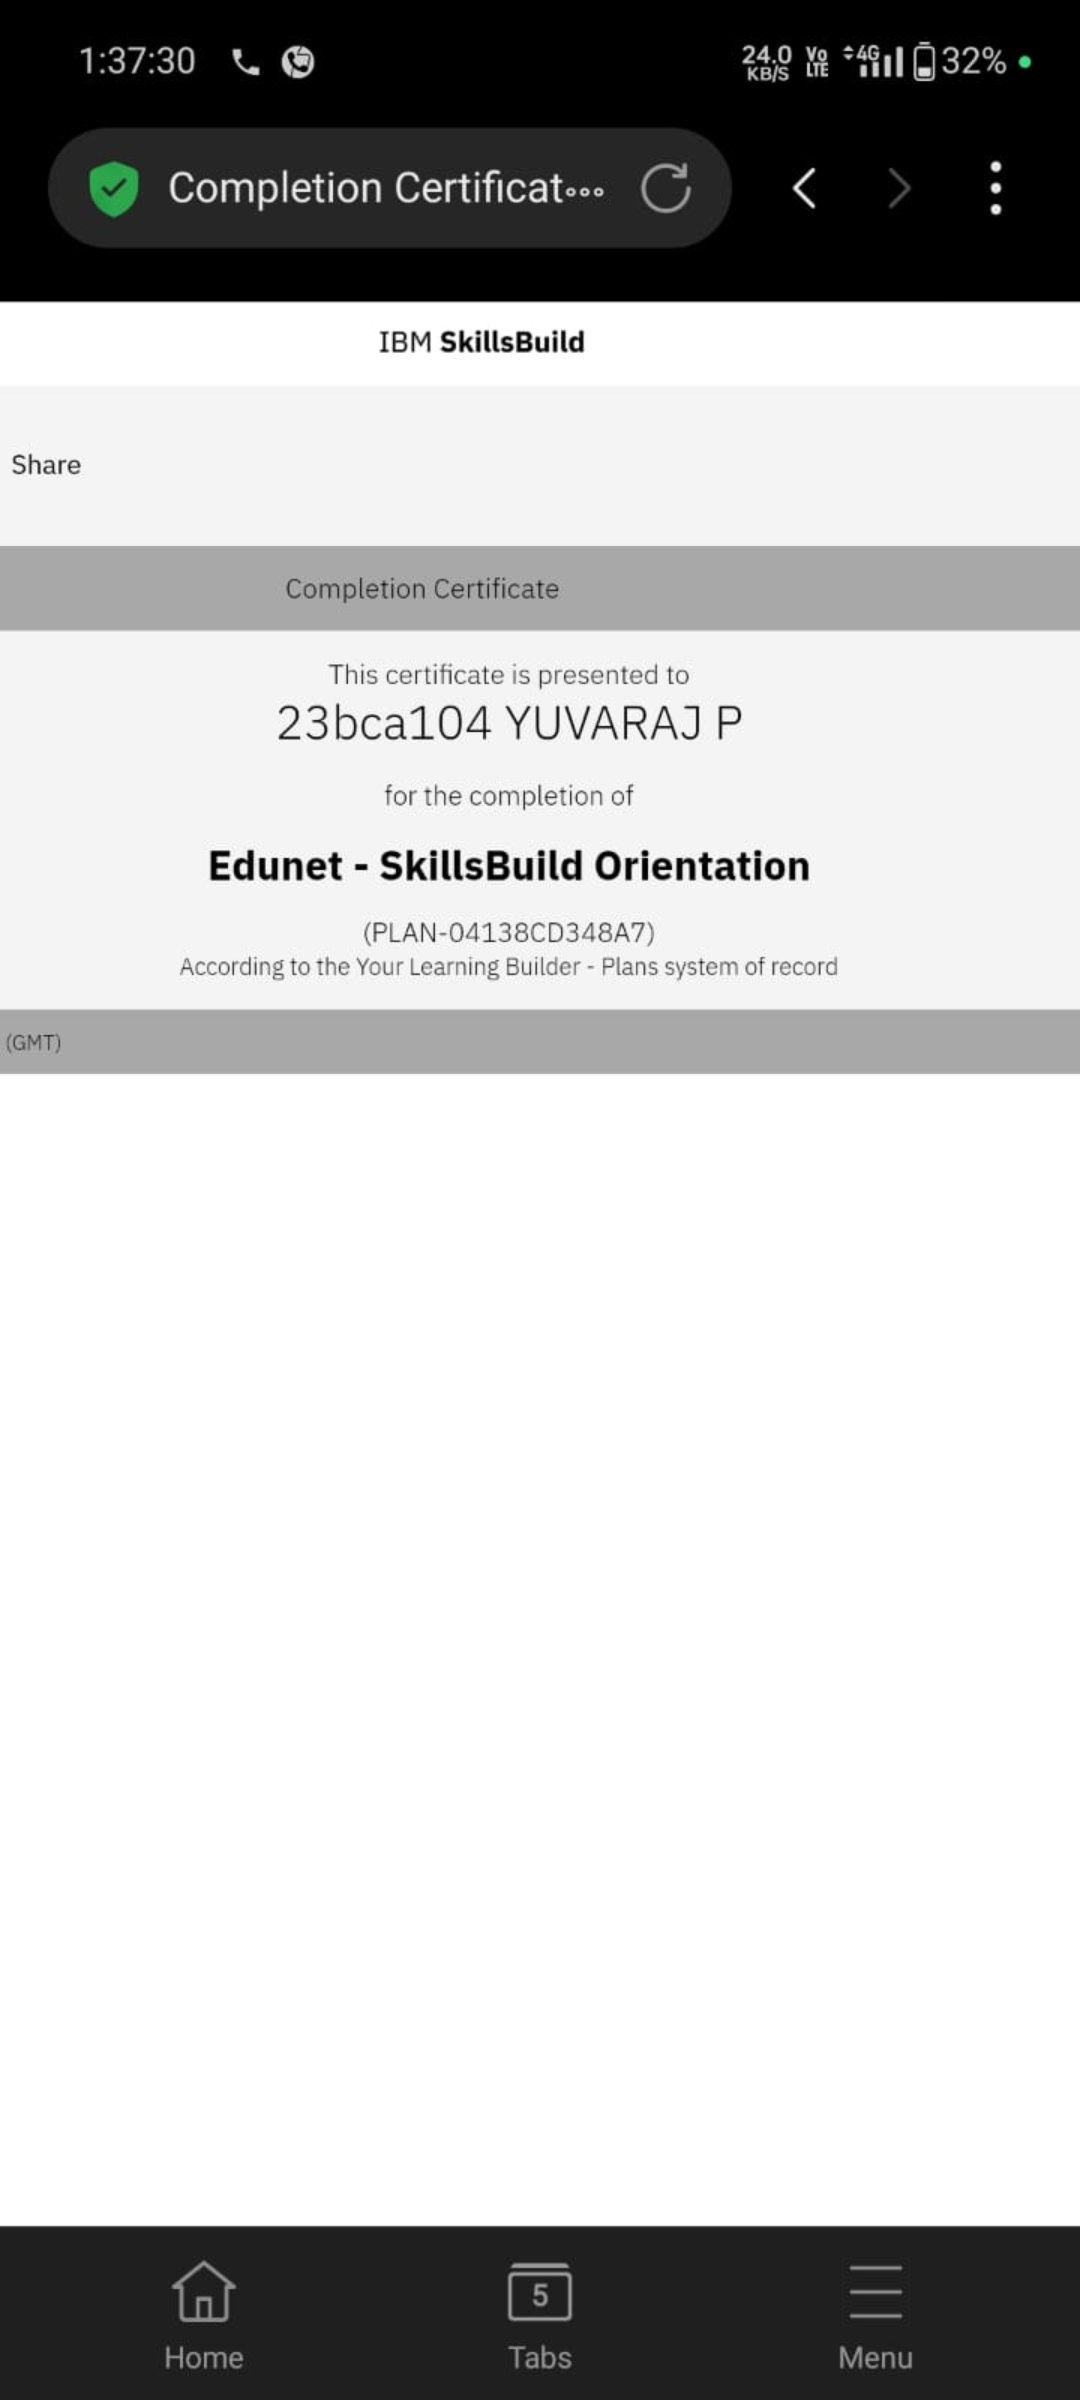 1:37:30 24.0 KB/S Vo LTE 4G 32%
Completion Certificat...
IBM SkillsBuild
Share
Completion Certificate
This certificate is presented to
23bca104 YUVARAJ P
for the completion of
Edunet - SkillsBuild Orientation
(PLAN-04138CD348A7)
According to the Your Learning Builder - Plans system of record
(GMT)
5
Home Tabs Menu